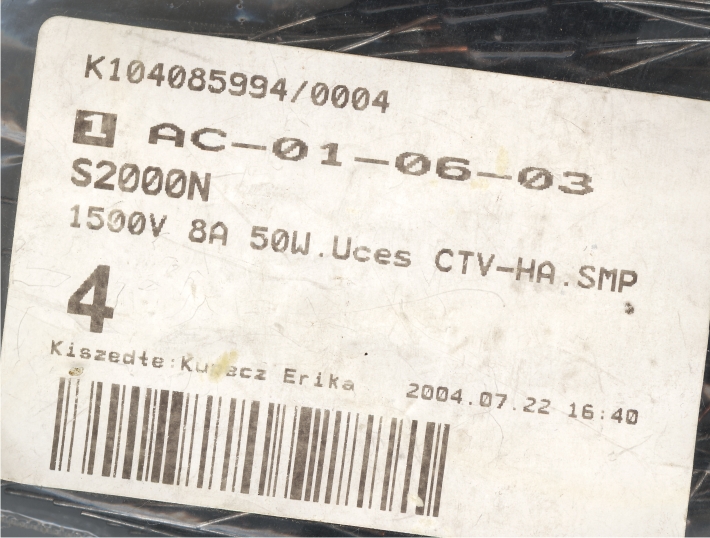 K104085994/0004
1 AC-01-06-03
S2000N
1500V 8A 50W.Uces CTV-HA.SMP
4
Kiszedte: Erika 2004.07.22 16:40